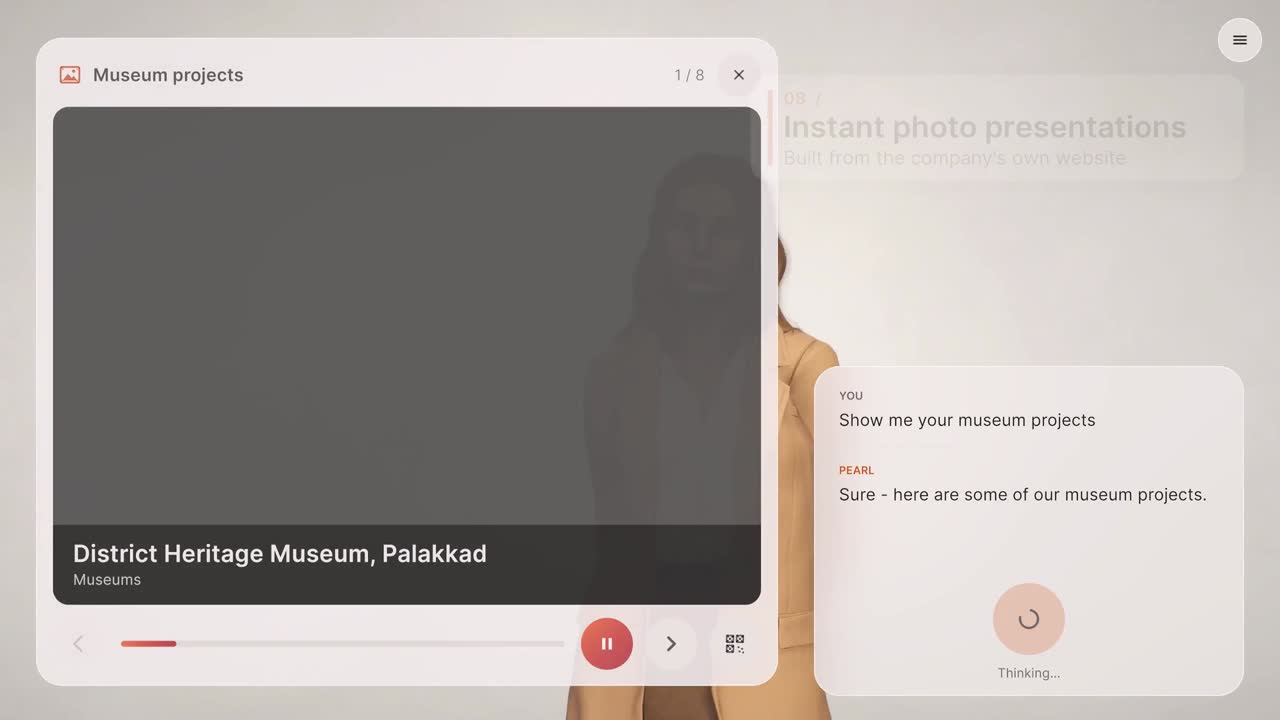 Museum projects
1 / 8
08 /
Instant photo presentations
Built from the company's own website
District Heritage Museum, Palakkad
Museums
YOU
Show me your museum projects
PEARL
Sure - here are some of our museum projects.
Thinking...